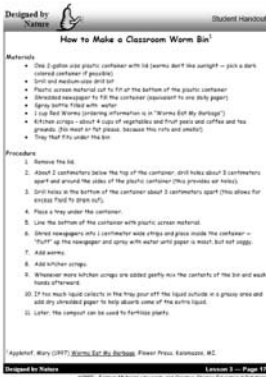 Designed by
Nature
Student Handout
How to Make a Classroom Worm Bin¹
Materials
• One 2-gallon size plastic container with lid (worms don't like sunlight — pick a dark
colored container if possible)
• Drill and medium-size drill bit
• Plastic screen material cut to fit at the bottom of the plastic container
• Shredded newspaper to fill the container (equivalent to one daily paper)
• Spray bottle filled with water
• 1 cup Red Worms (ordering information is in "Worms Eat My Garbage")
• Kitchen scraps – about 4 cups of vegetables and fruit peels and coffee and tea
grounds. (No meat or fat please, because this rots and smells!)
• Tray that fits under the bin
Procedure
1. Remove the lid.
2. About 2 centimeters below the top of the container, drill holes about 3 centimeters
apart and around the sides of the plastic container (this provides air holes).
3. Drill holes in the bottom of the container about 3 centimeters apart (this allows for
excess fluid to drain out).
4. Place a tray under the container.
5. Line the bottom of the container with plastic screen material.
6. Shred newspapers into 1 centimeter wide strips and place inside the container —
"fluff" up the newspaper and spray with water until paper is moist, but not soggy.
7. Add worms.
8. Add kitchen scraps.
9. Whenever more kitchen scraps are added gently mix the contents of the bin and wash
hands afterward.
10. If too much liquid collects in the tray pour off the liquid outside in a grassy area and
add dry shredded paper to help absorb some of the extra liquid.
11. Later, the compost can be used to fertilize plants.
¹Appelhof, Mary (1997) Worms Eat My Garbage, Flower Press, Kalamazoo, MI.
Designed by Nature
Lesson 3 — Page 17